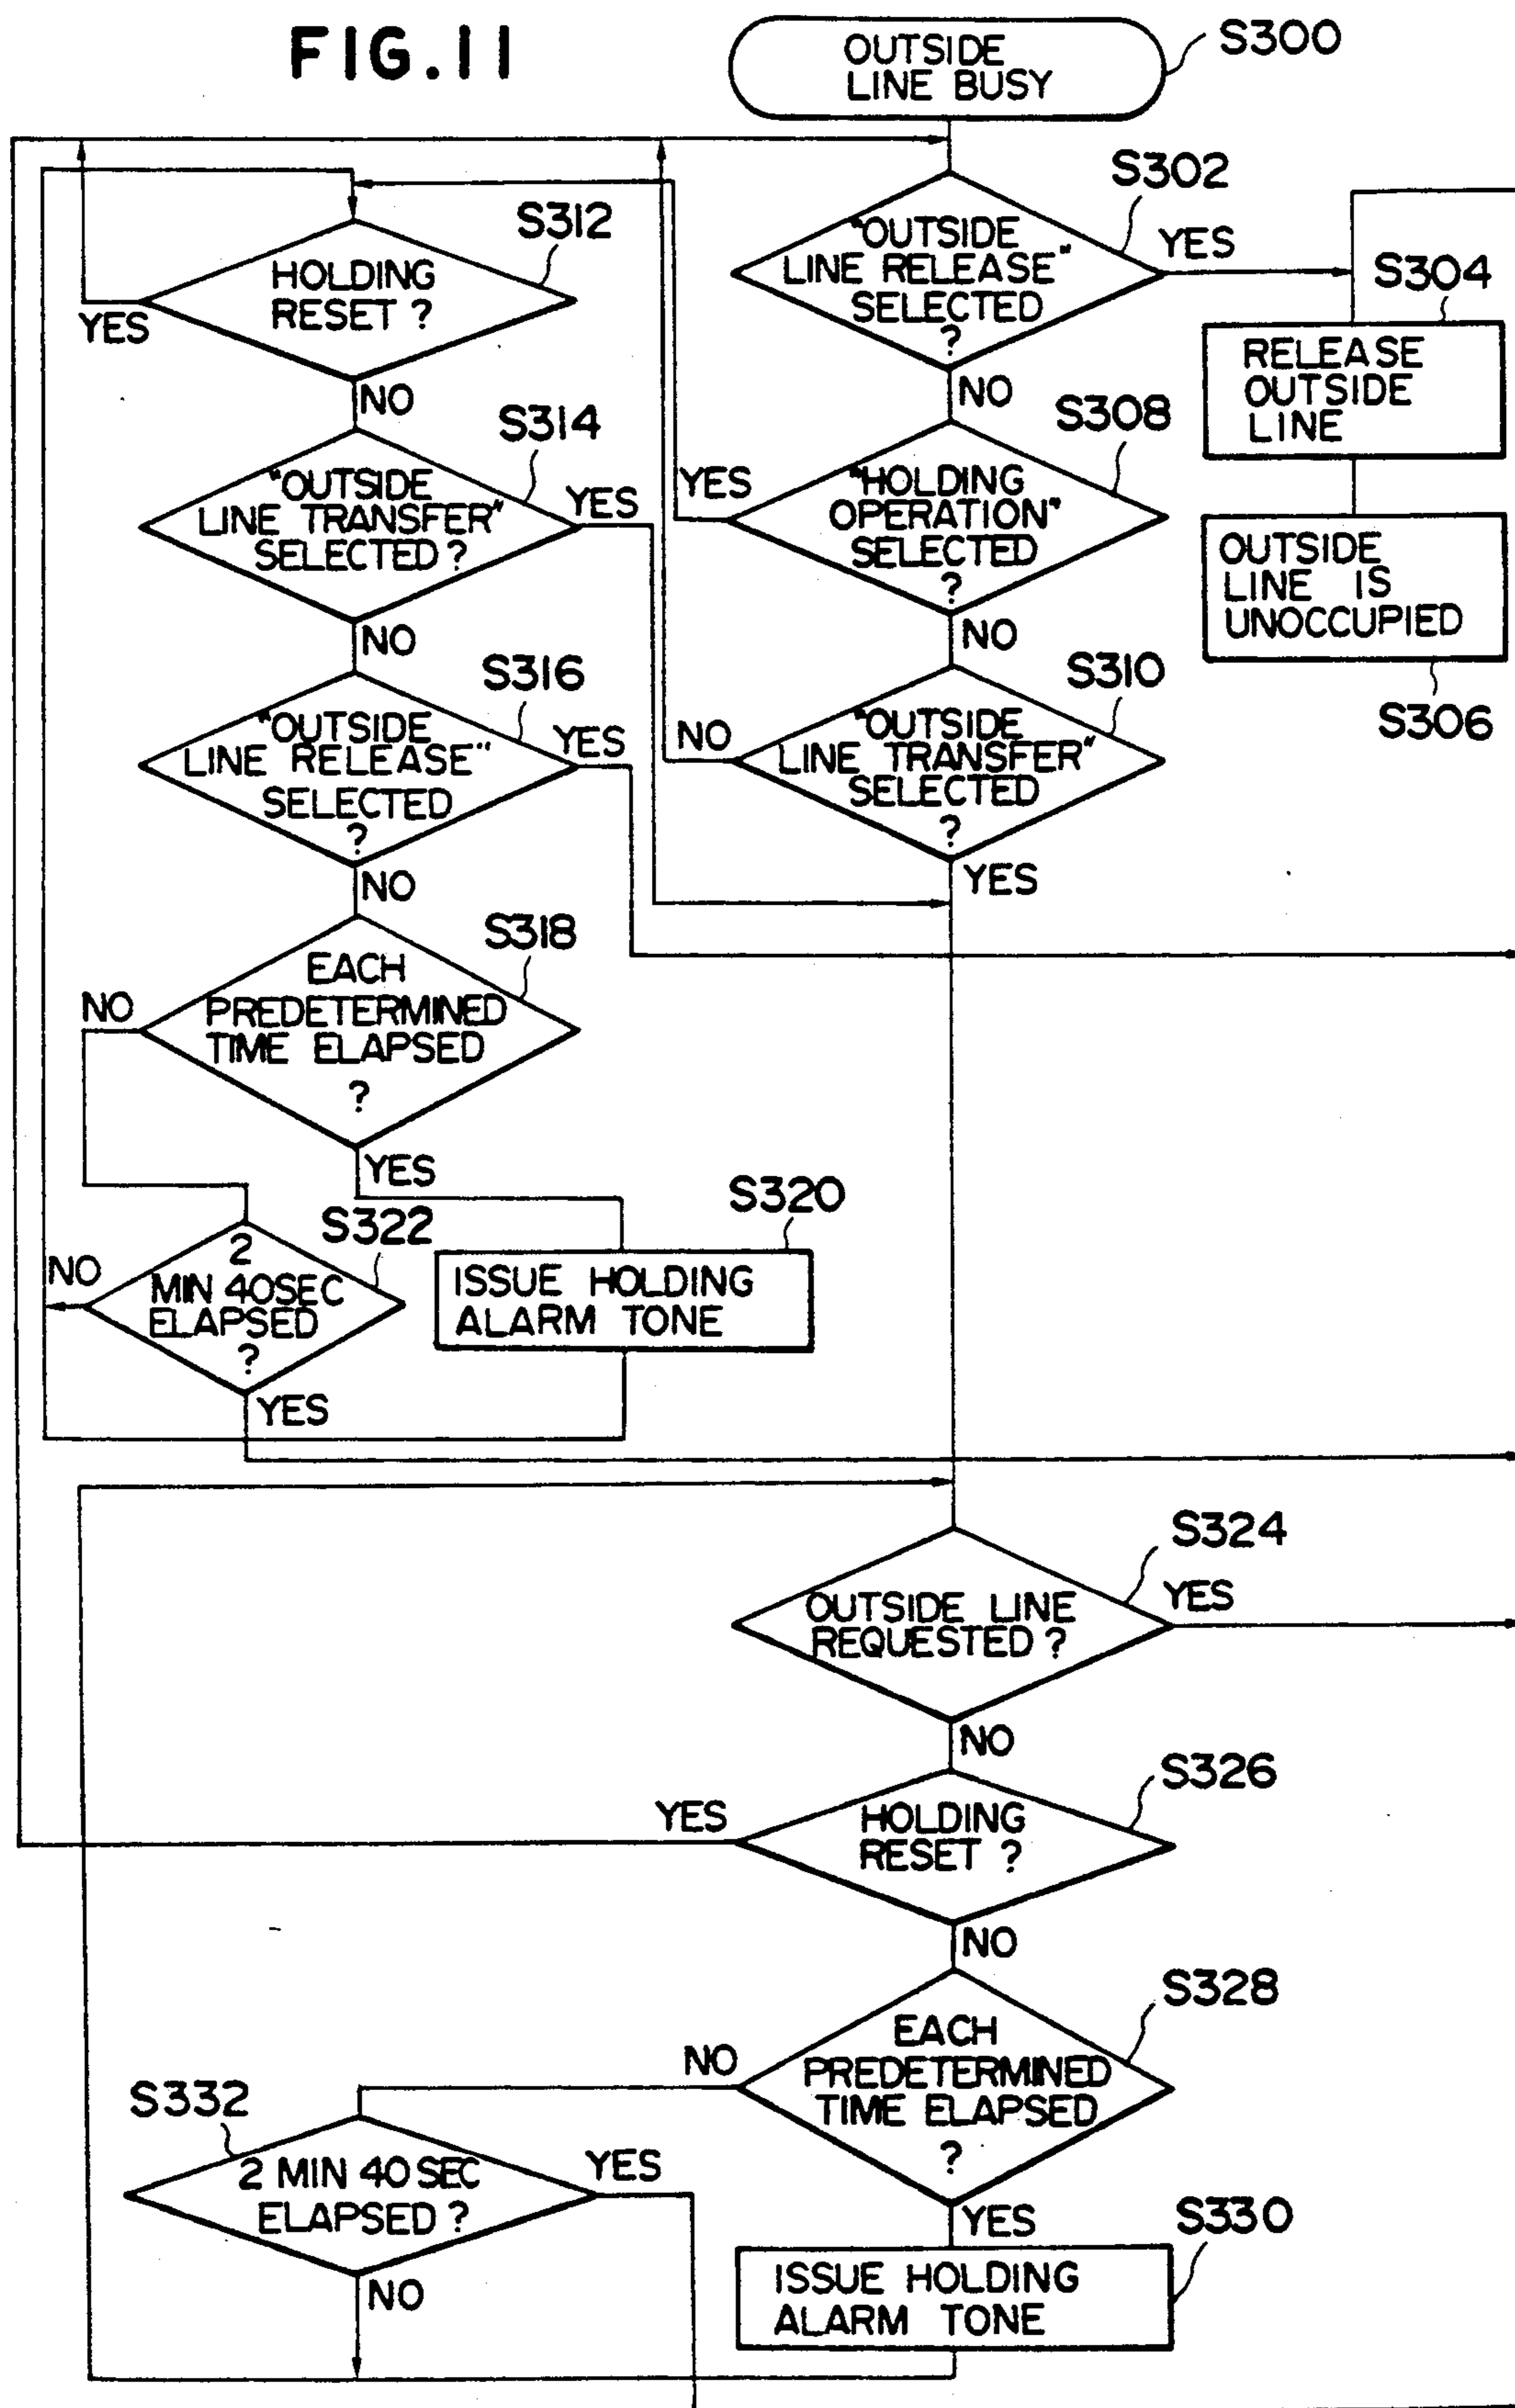 FIG.11
OUTSIDE
LINE BUSY
S300
"OUTSIDE
LINE RELEASE"
SELECTED
?
S302
YES
NO
S304
RELEASE
OUTSIDE
LINE
OUTSIDE
LINE IS
UNOCCUPIED
S306
"HOLDING
OPERATION"
SELECTED
?
S308
YES
NO
"OUTSIDE
LINE TRANSFER"
SELECTED
?
S310
NO
YES
HOLDING
RESET ?
S312
YES
NO
"OUTSIDE
LINE TRANSFER"
SELECTED ?
S314
YES
NO
"OUTSIDE
LINE RELEASE"
SELECTED
?
S316
YES
NO
EACH
PREDETERMINED
TIME ELAPSED
?
S318
NO
YES
S320
ISSUE HOLDING
ALARM TONE
2
MIN 40SEC
ELAPSED
?
S322
NO
YES
OUTSIDE LINE
REQUESTED ?
S324
YES
NO
HOLDING
RESET ?
S326
YES
NO
EACH
PREDETERMINED
TIME ELAPSED
?
S328
NO
YES
S330
ISSUE HOLDING
ALARM TONE
S332
2 MIN 40 SEC
ELAPSED ?
YES
NO